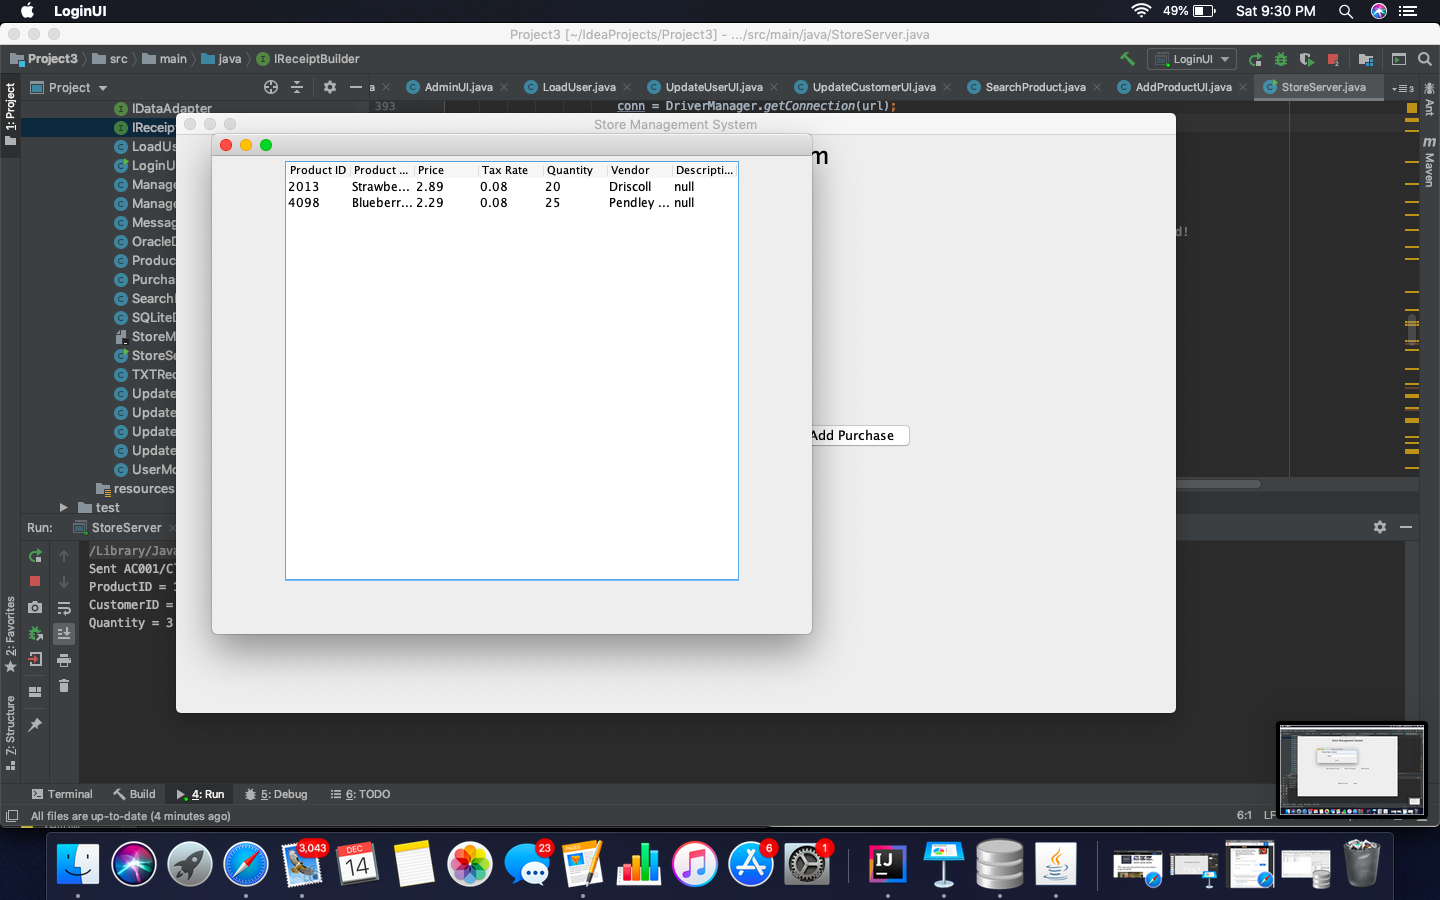 LoginUI
49%
Sat 9:30 PM
Project3 [~/IdeaProjects/Project3] - .../src/main/java/StoreServer.java
Project3
src
main
java
IReceiptBuilder
LoginUI
1: Project
Project
a
AdminUI.java
LoadUser.java
UpdateUserUI.java
UpdateCustomerUI.java
SearchProduct.java
AddProductUI.java
StoreServer.java
3
Ant
Maven
393
conn = DriverManager.getConnection(url);
IDataAdapter
IReceipt
LoadUs
LoginU
Manage
Manage
Messag
OracleD
Produc
Purcha
Search
SQLiteD
StoreM
StoreSe
TXTRec
Update
Update
Update
Update
UserMo
resources
test
Store Management System
m
Product ID Product ... Price Tax Rate Quantity Vendor Descripti...
2013 Strawbe... 2.89 0.08 20 Driscoll null
4098 Blueberr... 2.29 0.08 25 Pendley ... null
d!
Add Purchase
Run:
StoreServer
/Library/Java
Sent AC001/C
ProductID =
CustomerID =
Quantity = 3
2: Favorites
Z: Structure
Terminal
Build
4: Run
5: Debug
6: TODO
All files are up-to-date (4 minutes ago)
6:1
LF
3,043
DEC
14
23
6
1
IJ